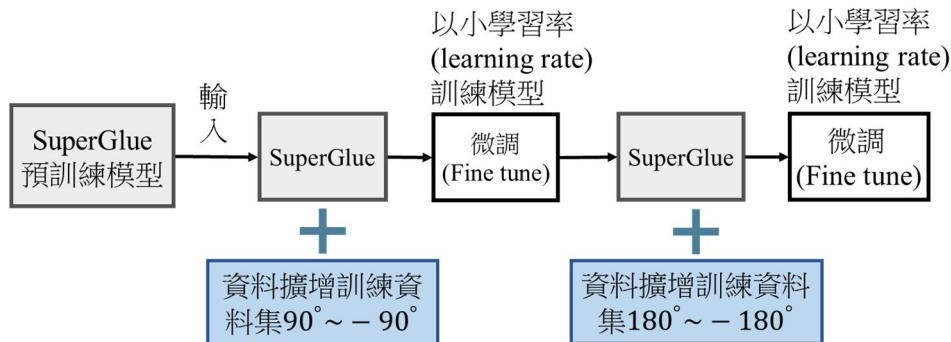 SuperGlue
預訓練模型
輸
入
SuperGlue
資料擴增訓練資
料集90°~ − 90°
以小學習率
(learning rate)
訓練模型
微調
(Fine tune)
SuperGlue
資料擴增訓練資料
集180°~ − 180°
以小學習率
(learning rate)
訓練模型
微調
(Fine tune)